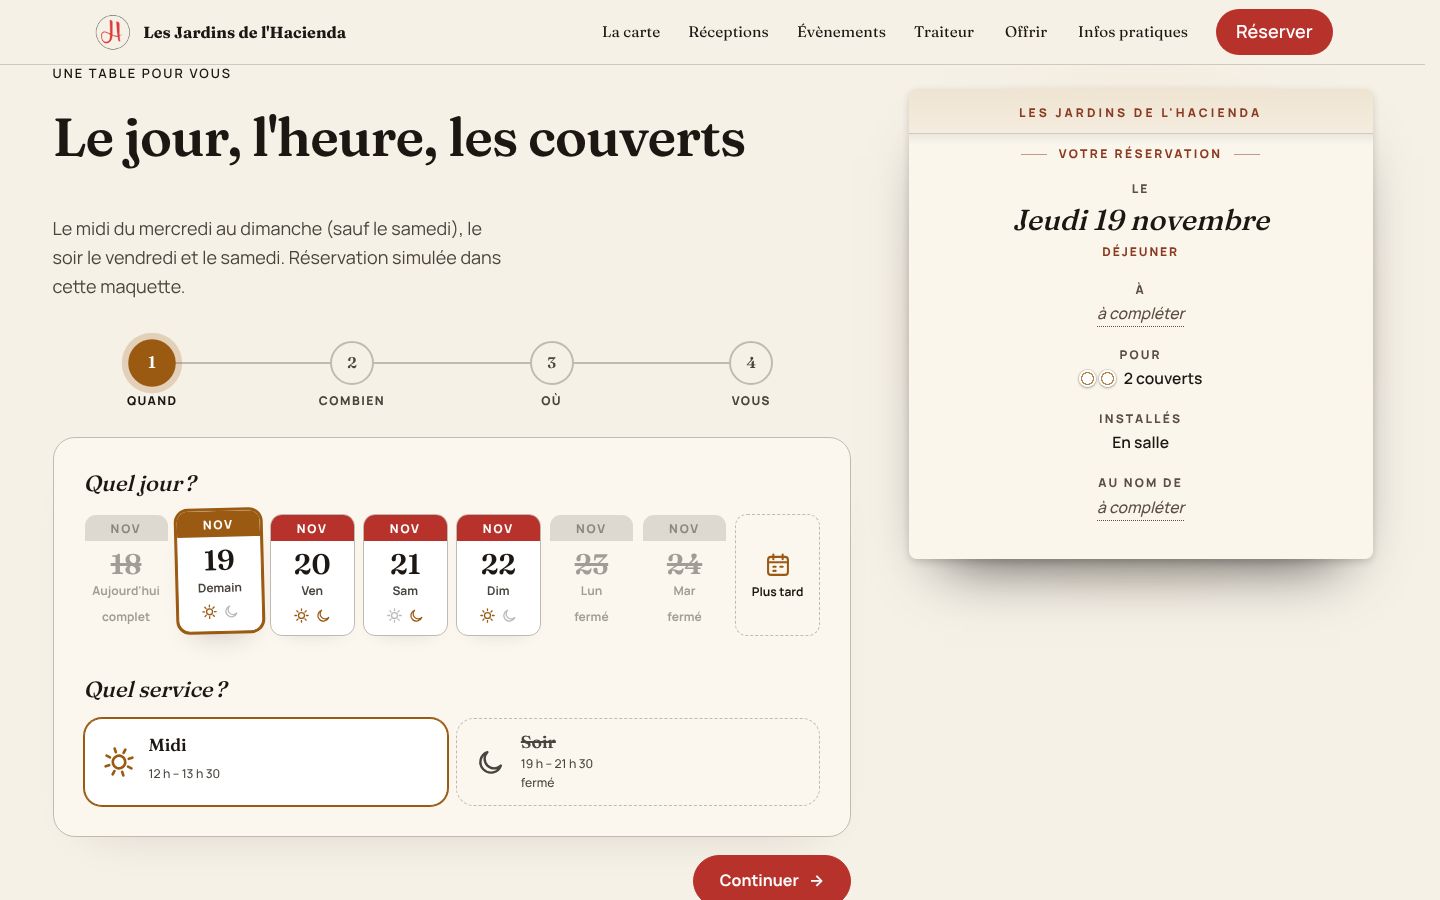 Les Jardins de l'Hacienda
La carte
Réceptions
Évènements
Traiteur
Offrir
Infos pratiques
Réserver
UNE TABLE POUR VOUS
Le jour, l'heure, les couverts
Le midi du mercredi au dimanche (sauf le samedi), le
soir le vendredi et le samedi. Réservation simulée dans
cette maquette.
1
QUAND
2
COMBIEN
3
OÙ
4
VOUS
Quel jour ?
NOV
18
Aujourd'hui
complet
NOV
19
Demain
NOV
20
Ven
NOV
21
Sam
NOV
22
Dim
NOV
23
Lun
fermé
NOV
24
Mar
fermé
Plus tard
Quel service ?
Midi
12 h – 13 h 30
Soir
19 h – 21 h 30
fermé
Continuer →
LES JARDINS DE L'HACIENDA
VOTRE RÉSERVATION
LE
Jeudi 19 novembre
DÉJEUNER
À
à compléter
POUR
2 couverts
INSTALLÉS
En salle
AU NOM DE
à compléter